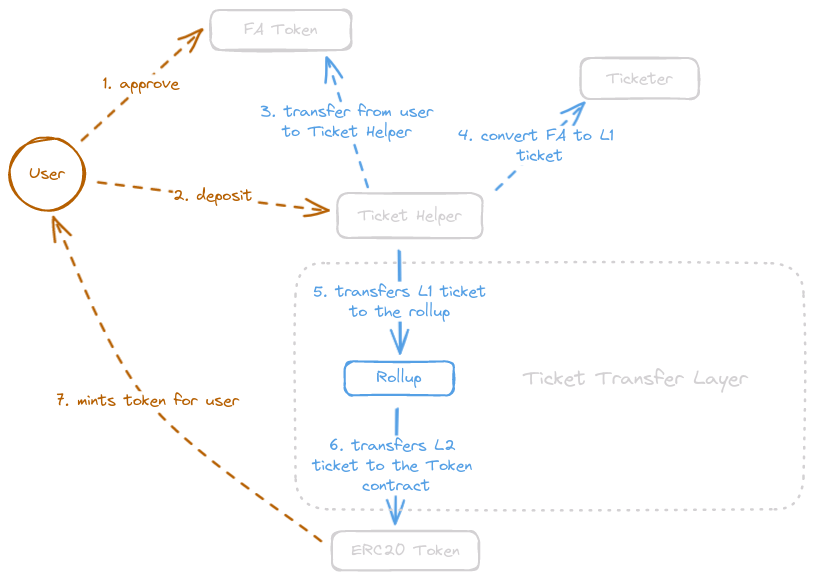 FA Token
1. approve
Ticketer
3. transfer from user
to Ticket Helper
4. convert FA to L1
ticket
User
2. deposit
Ticket Helper
5. transfers L1 ticket
to the rollup
Rollup
Ticket Transfer Layer
7. mints token for user
6. transfers L2
ticket to the Token
contract
ERC20 Token